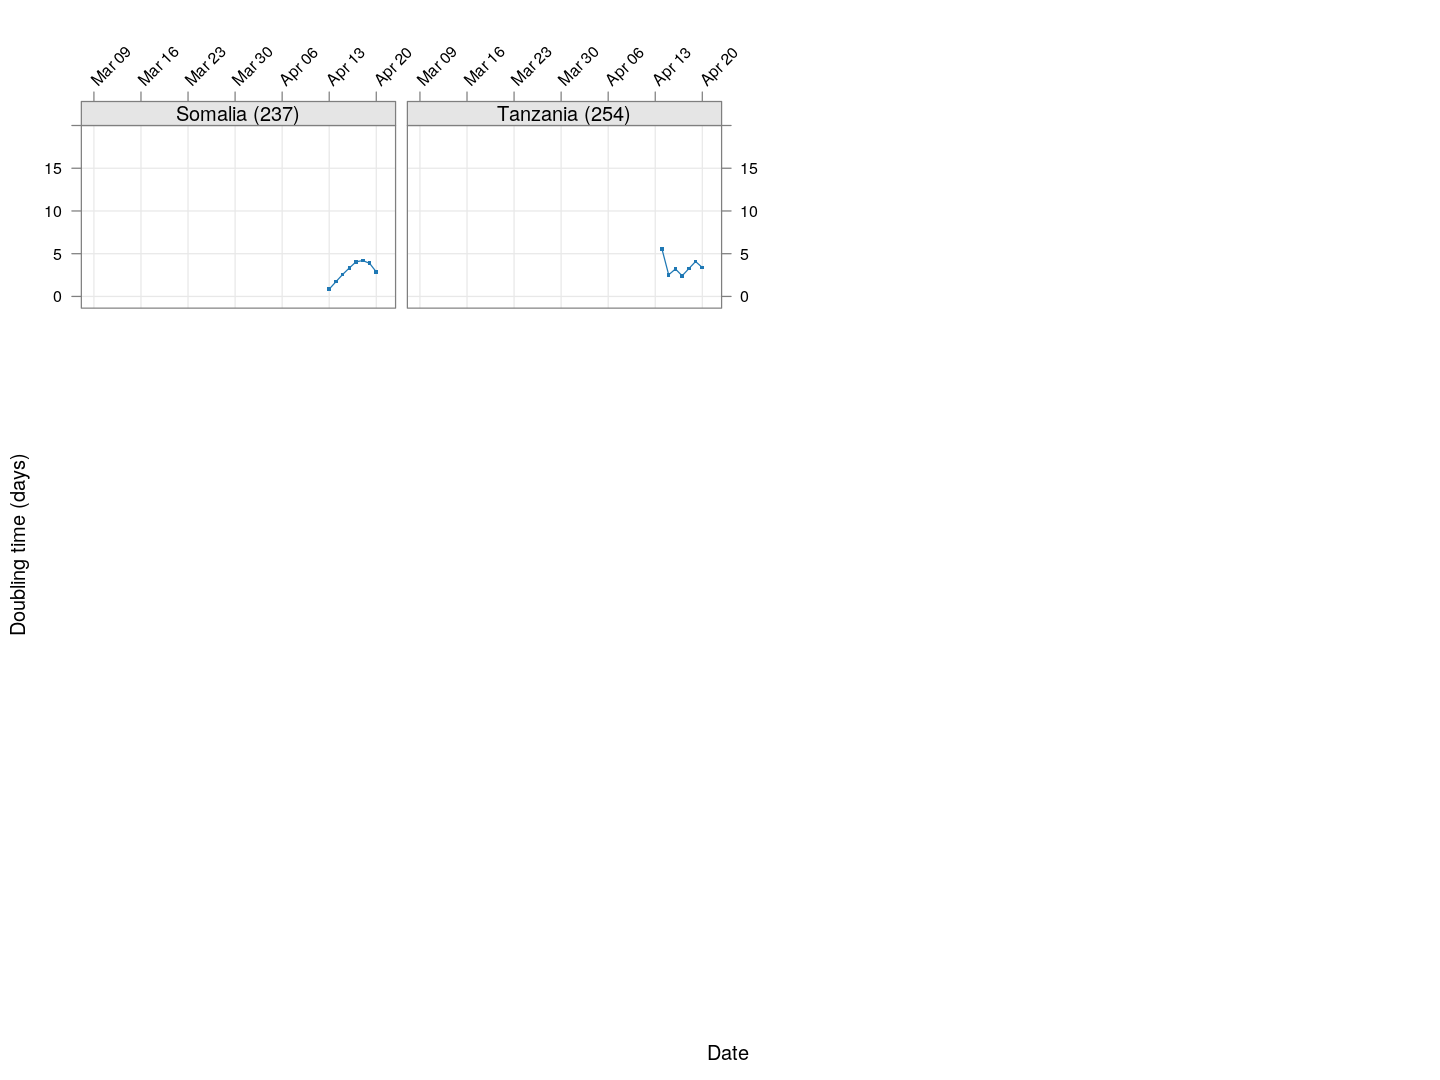 Mar 09 Mar 16 Mar 23 Mar 30 Apr 06 Apr 13 Apr 20 Mar 09 Mar 16 Mar 23 Mar 30 Apr 06 Apr 13 Apr 20
Somalia (237) Tanzania (254)
15 15
10 10
5 5
0 0
Doubling time (days)
Date